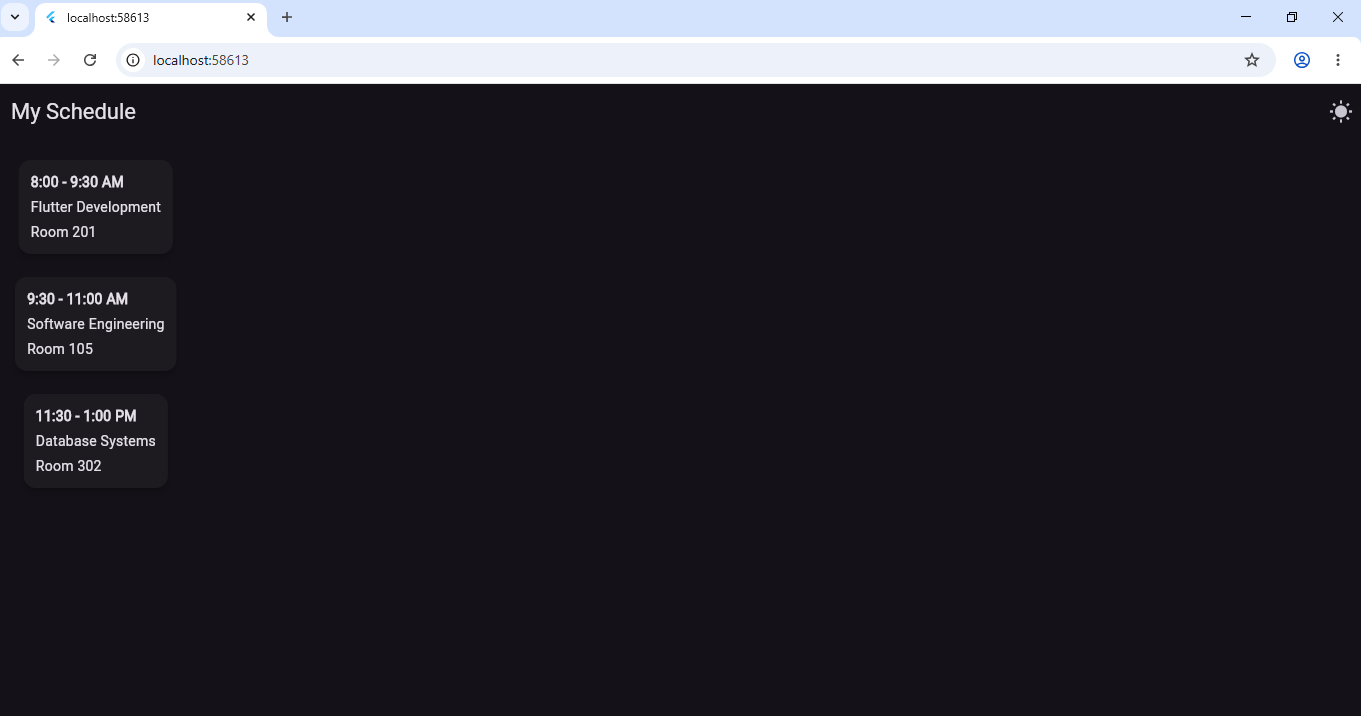 localhost:58613
localhost:58613
My Schedule
8:00 - 9:30 AM
Flutter Development
Room 201
9:30 - 11:00 AM
Software Engineering
Room 105
11:30 - 1:00 PM
Database Systems
Room 302